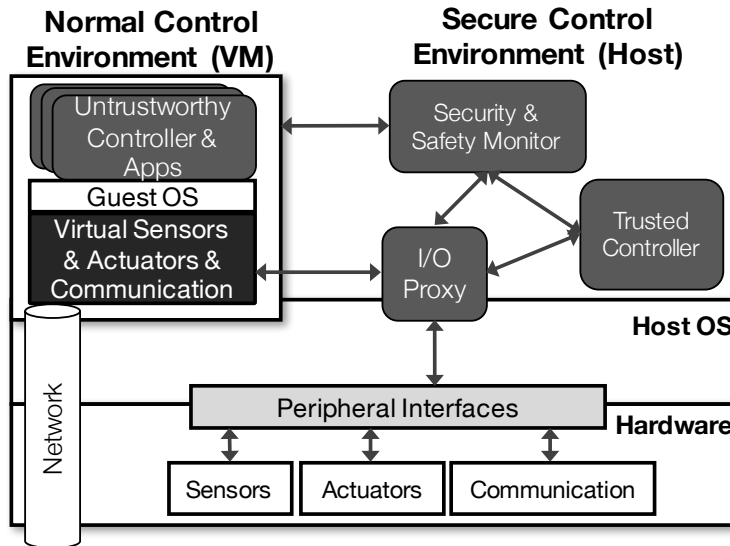 Normal Control
Environment (VM)
Secure Control
Environment (Host)
Untrustworthy
Controller &
Apps
Guest OS
Virtual Sensors
& Actuators &
Communication
Security &
Safety Monitor
Trusted
Controller
I/O
Proxy
Host OS
Network
Peripheral Interfaces
Hardware
Sensors
Actuators
Communication